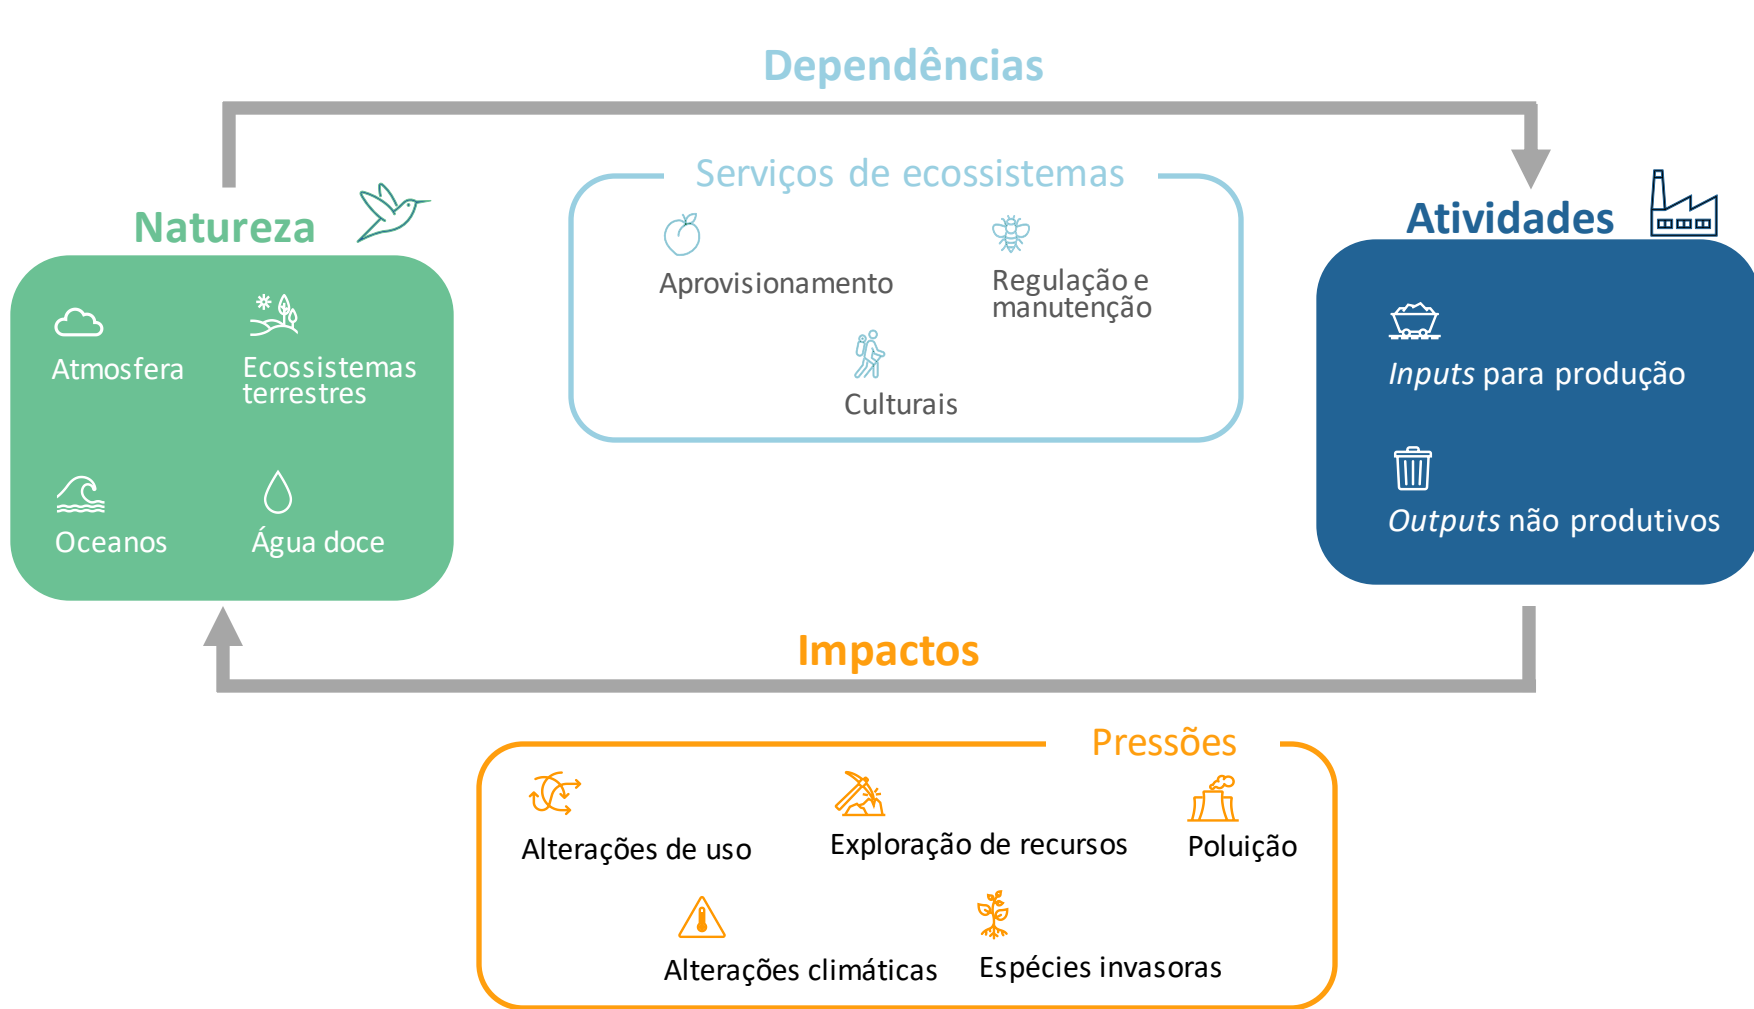 Dependências
Serviços de ecossistemas
Natureza
Atividades
Aprovisionamento
Regulação e
manutenção
Culturais
Atmosfera
Ecossistemas
terrestres
Oceanos
Água doce
Inputs para produção
Outputs não produtivos
Impactos
Pressões
Alterações de uso
Exploração de recursos
Poluição
Alterações climáticas
Espécies invasoras